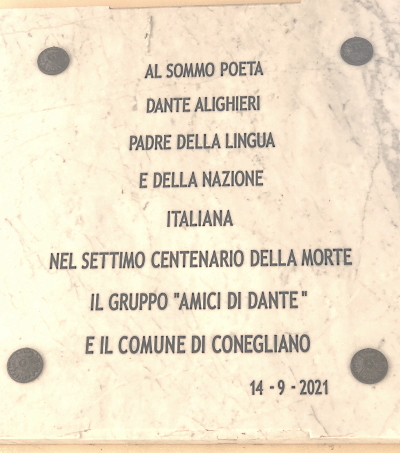 AL SOMMO POETA
DANTE ALIGHIERI
PADRE DELLA LINGUA
E DELLA NAZIONE
ITALIANA
NEL SETTIMO CENTENARIO DELLA MORTE
IL GRUPPO "AMICI DI DANTE"
E IL COMUNE DI CONEGLIANO
14 - 9 - 2021